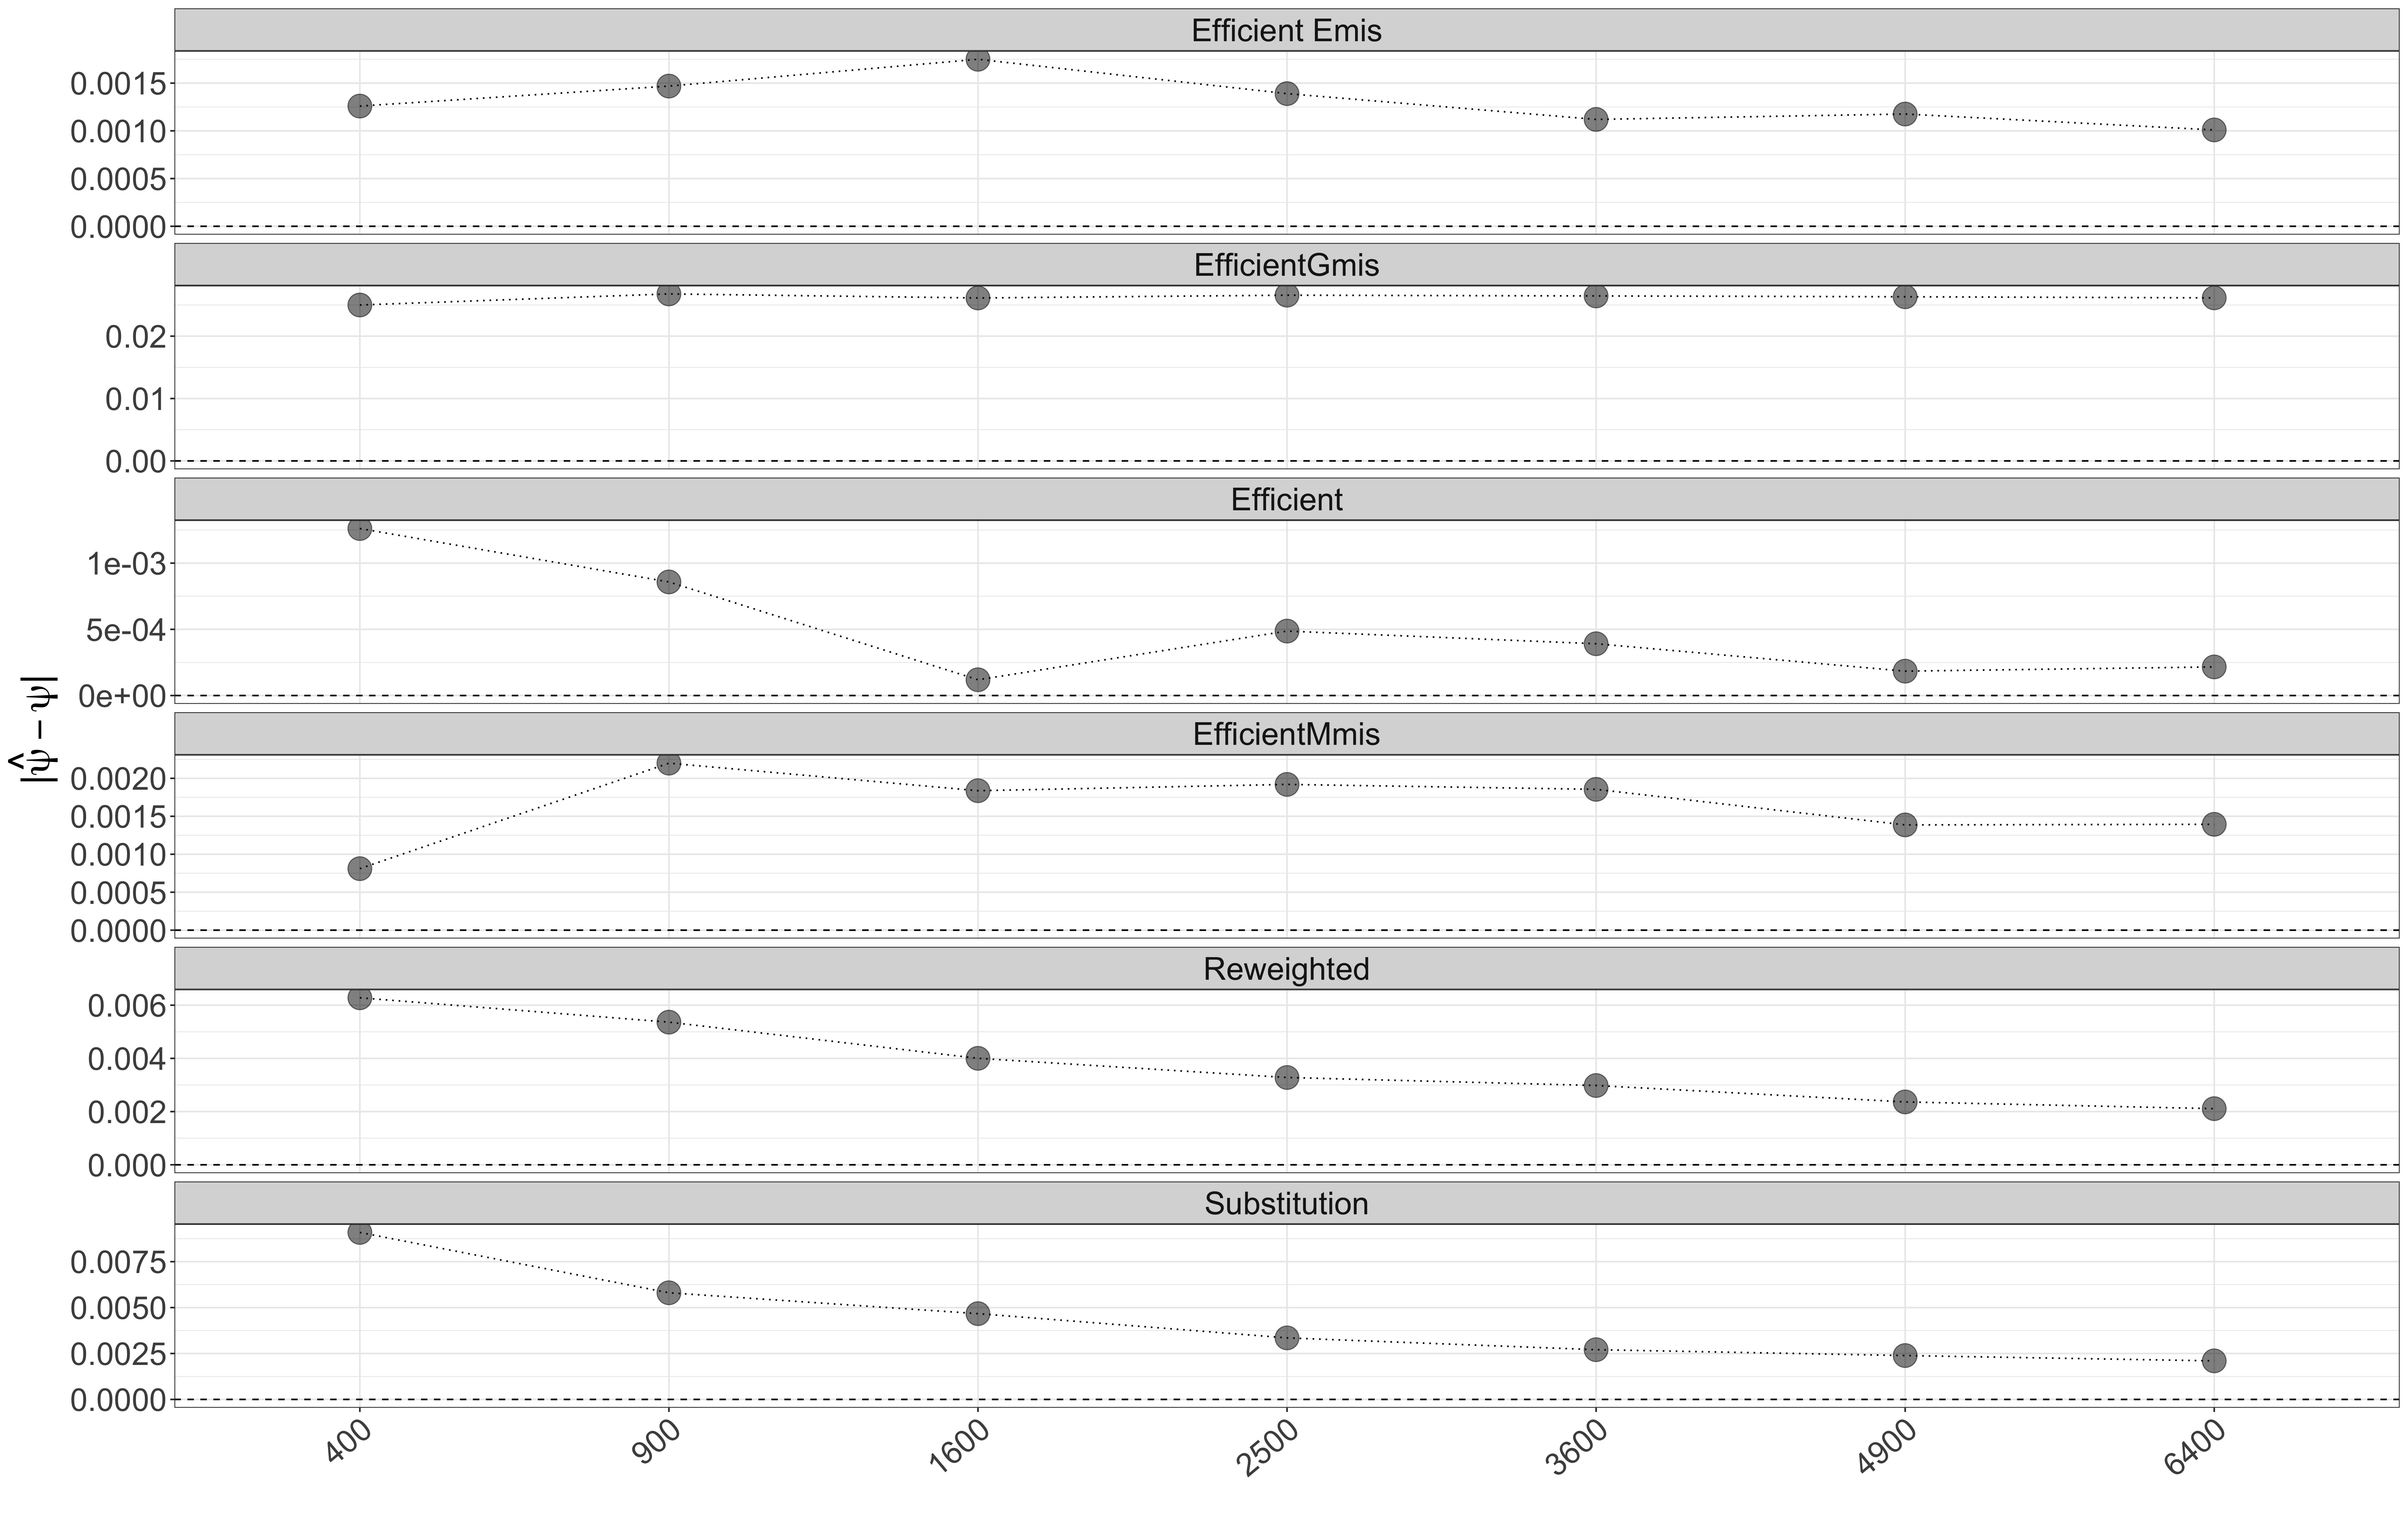 Efficient Emis
0.0015
0.0010
0.0005
0.0000
EfficientGmis
0.02
0.01
0.00
Efficient
1e-03
5e-04
0e+00
|ψ̂ − ψ|
EfficientMmis
0.0020
0.0015
0.0010
0.0005
0.0000
Reweighted
0.006
0.004
0.002
0.000
Substitution
0.0075
0.0050
0.0025
0.0000
400 900 1600 2500 3600 4900 6400